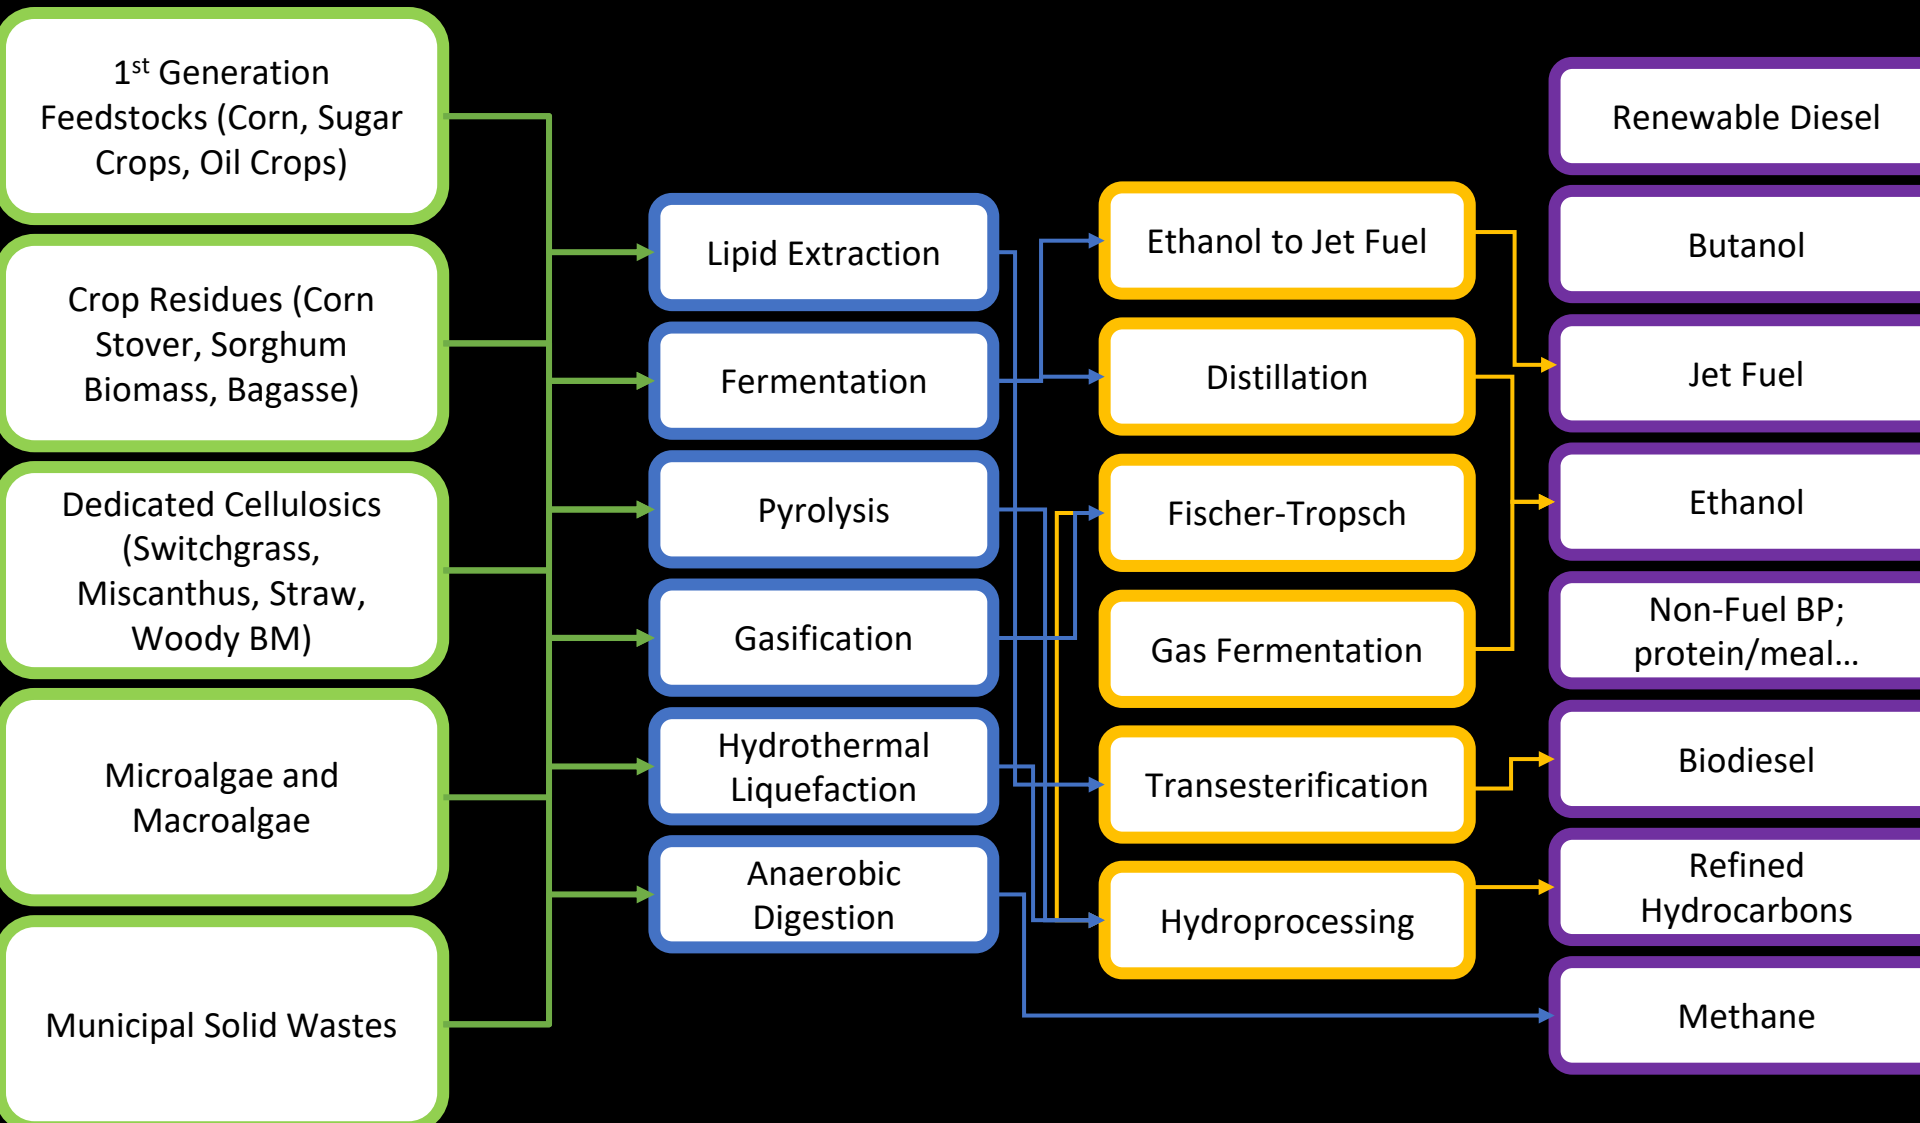 1st Generation
Feedstocks (Corn, Sugar
Crops, Oil Crops)
Crop Residues (Corn
Stover, Sorghum
Biomass, Bagasse)
Dedicated Cellulosics
(Switchgrass,
Miscanthus, Straw,
Woody BM)
Microalgae and
Macroalgae
Municipal Solid Wastes
Lipid Extraction
Fermentation
Pyrolysis
Gasification
Hydrothermal
Liquefaction
Anaerobic
Digestion
Ethanol to Jet Fuel
Distillation
Fischer-Tropsch
Gas Fermentation
Transesterification
Hydroprocessing
Renewable Diesel
Butanol
Jet Fuel
Ethanol
Non-Fuel BP;
protein/meal...
Biodiesel
Refined
Hydrocarbons
Methane